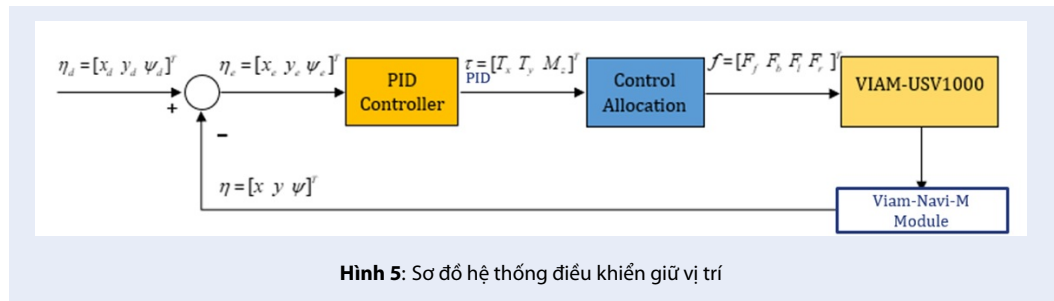 η_d = [x_d y_d ψ_d]^T
η_e = [x_e y_e ψ_e]^T
τ = [T_x T_y M_z]^T
PID
f = [F_f F_b F_l F_r]^T
+
−
PID
Controller
Control
Allocation
VIAM-USV1000
η = [x y ψ]^T
Viam-Navi-M
Module
Hình 5: Sơ đồ hệ thống điều khiển giữ vị trí